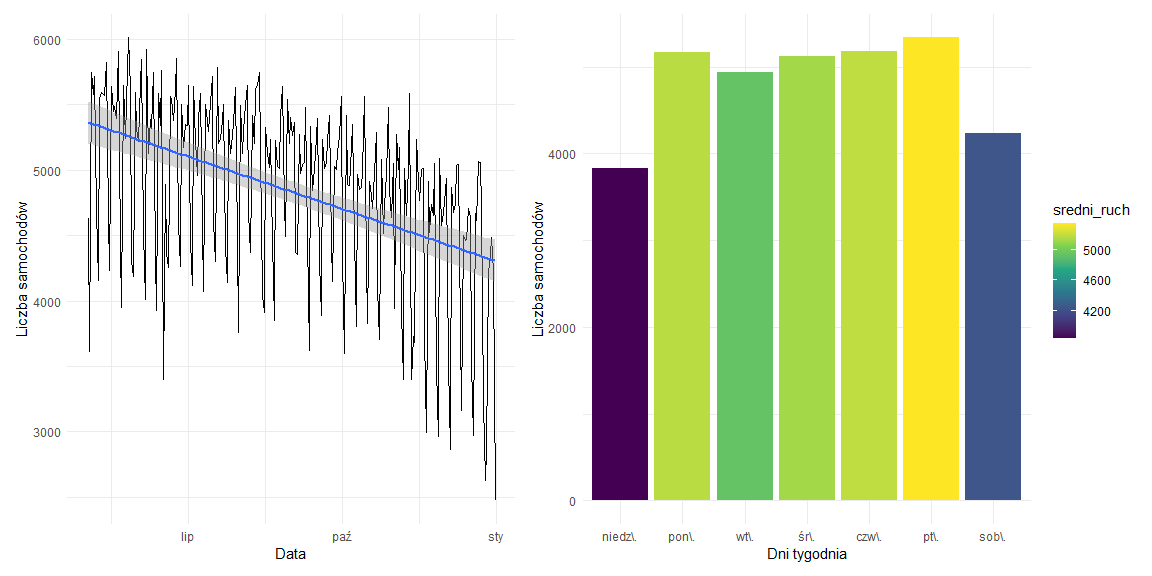 Liczba samochodów
6000
5000
4000
3000
lip
paź
sty
Data
Liczba samochodów
4000
2000
0
niedz\.
pon\.
wt\.
śr\.
czw\.
pt\.
sob\.
Dni tygodnia
sredni_ruch
5000
4600
4200